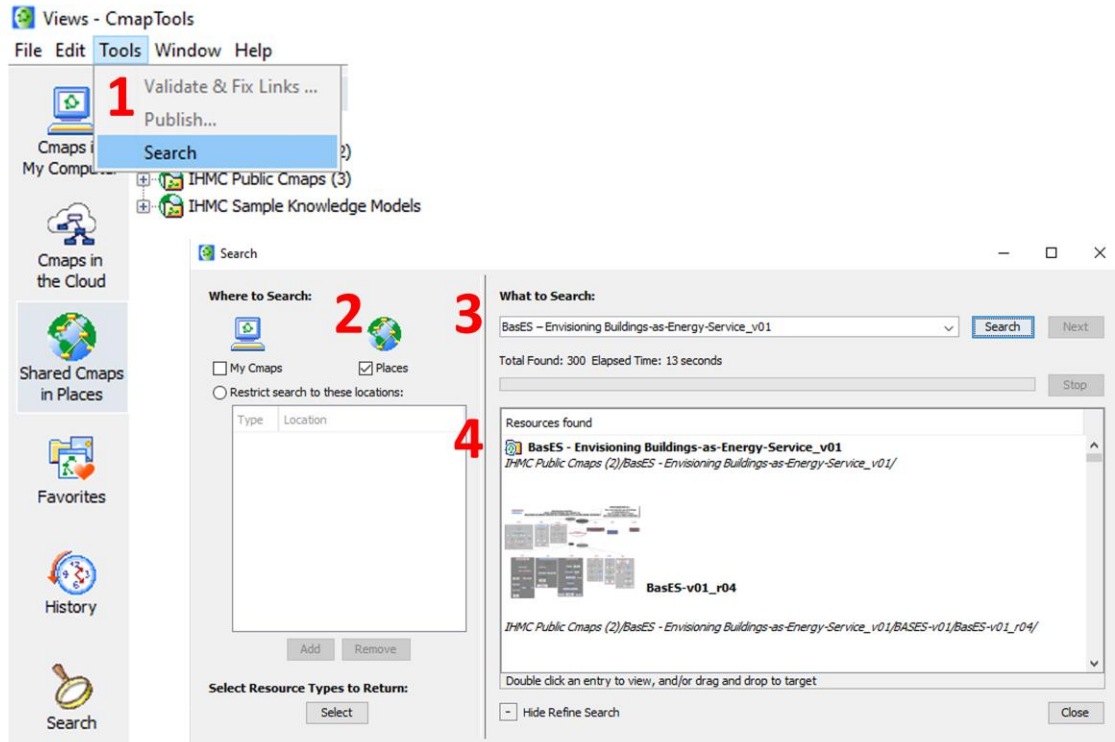 Views - CmapTools
File Edit Tools Window Help
1
Validate & Fix Links ...
Publish...
Search
Cmaps i
My Compu
2)
IHMC Public Cmaps (3)
IHMC Sample Knowledge Models
Cmaps in
the Cloud
Shared Cmaps
in Places
Favorites
History
Search
Search
Where to Search:
2
My Cmaps
Places
Restrict search to these locations:
Type Location
Add Remove
Select Resource Types to Return:
Select
3
What to Search:
BasES – Envisioning Buildings-as-Energy-Service_v01
Search Next
Total Found: 300 Elapsed Time: 13 seconds
Stop
4
Resources found
BasES - Envisioning Buildings-as-Energy-Service_v01
IHMC Public Cmaps (2)/BasES - Envisioning Buildings-as-Energy-Service_v01/
BasES-v01_r04
IHMC Public Cmaps (2)/BasES - Envisioning Buildings-as-Energy-Service_v01/BASES-v01/BasES-v01_r04/
Double click an entry to view, and/or drag and drop to target
- Hide Refine Search
Close